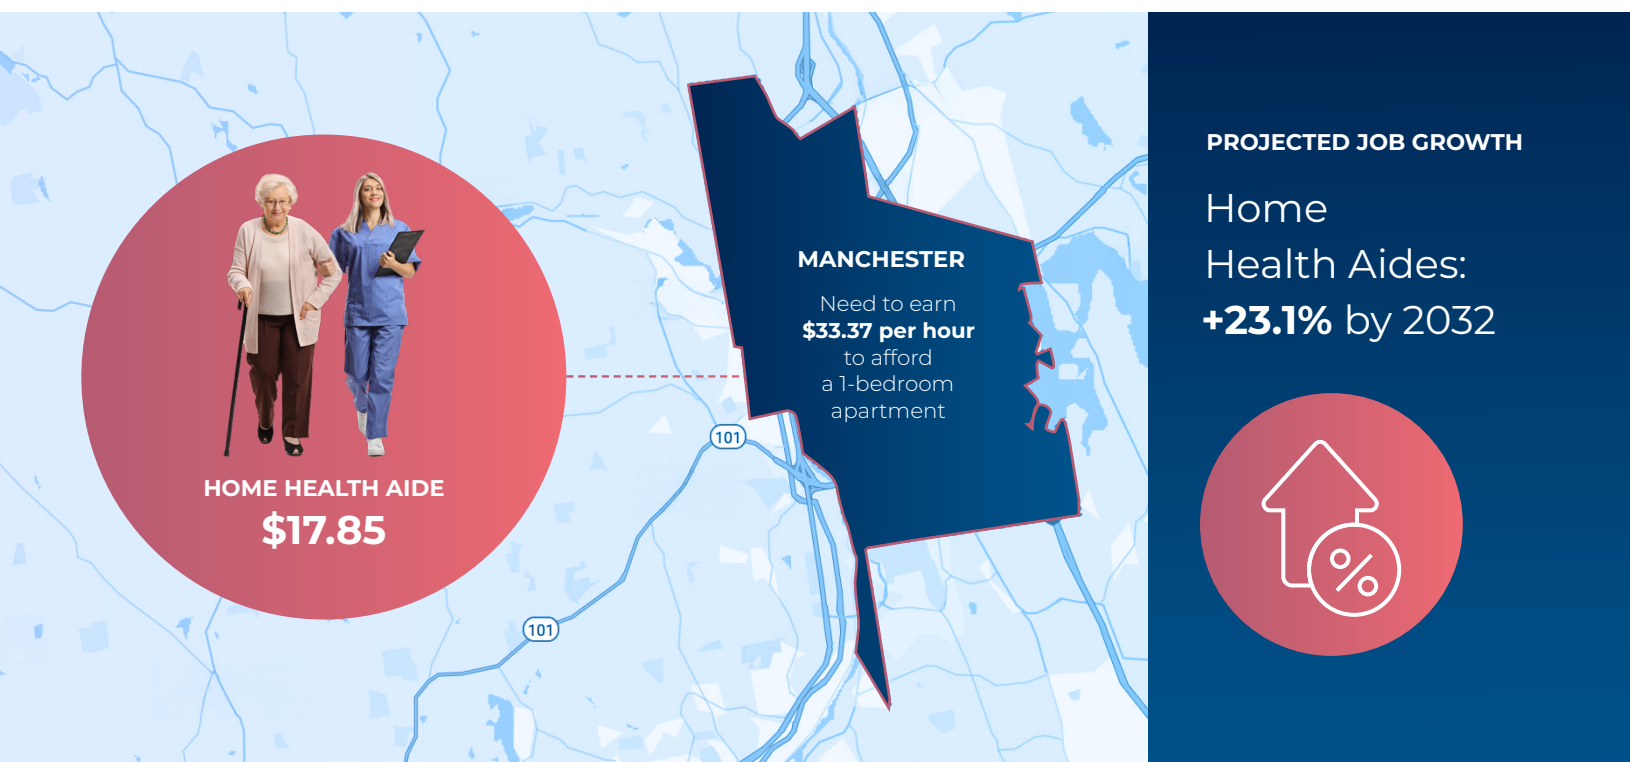 HOME HEALTH AIDE
$17.85
MANCHESTER
Need to earn
$33.37 per hour
to afford
a 1-bedroom
apartment
101
101
PROJECTED JOB GROWTH
Home
Health Aides:
+23.1% by 2032
%